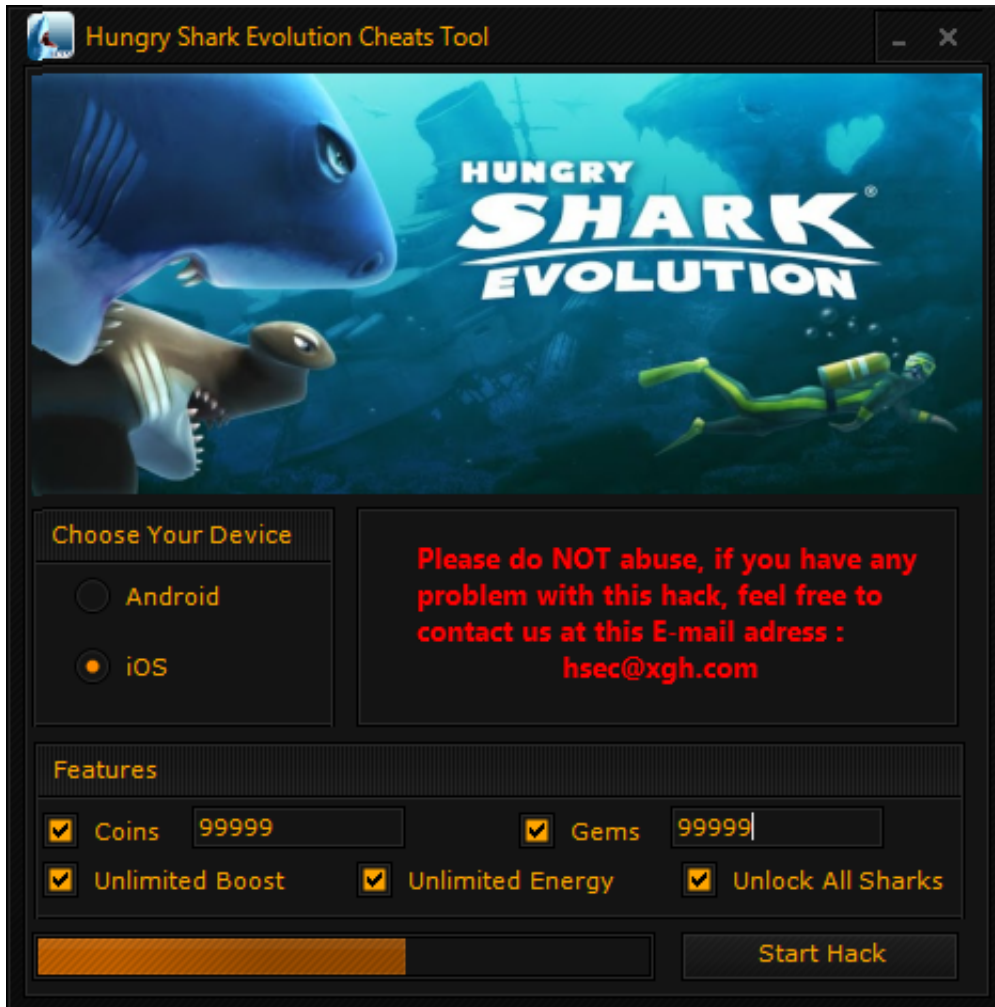 Hungry Shark Evolution Cheats Tool
HUNGRY
SHARK®
EVOLUTION
Choose Your Device
Android
iOS
Please do NOT abuse, if you have any
problem with this hack, feel free to
contact us at this E-mail adress :
hsec@xgh.com
Features
Coins 99999 Gems 99999
Unlimited Boost Unlimited Energy Unlock All Sharks
Start Hack